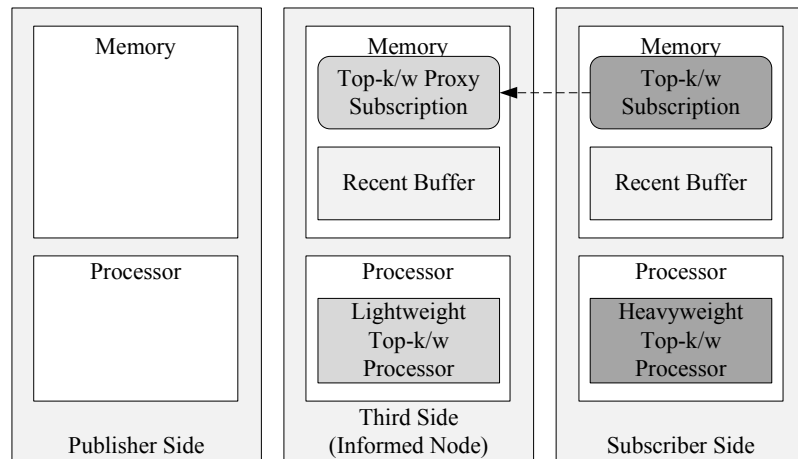 Memory
Processor
Publisher Side
Memory
Top-k/w Proxy
Subscription
Recent Buffer
Processor
Lightweight
Top-k/w
Processor
Third Side
(Informed Node)
Memory
Top-k/w
Subscription
Recent Buffer
Processor
Heavyweight
Top-k/w
Processor
Subscriber Side